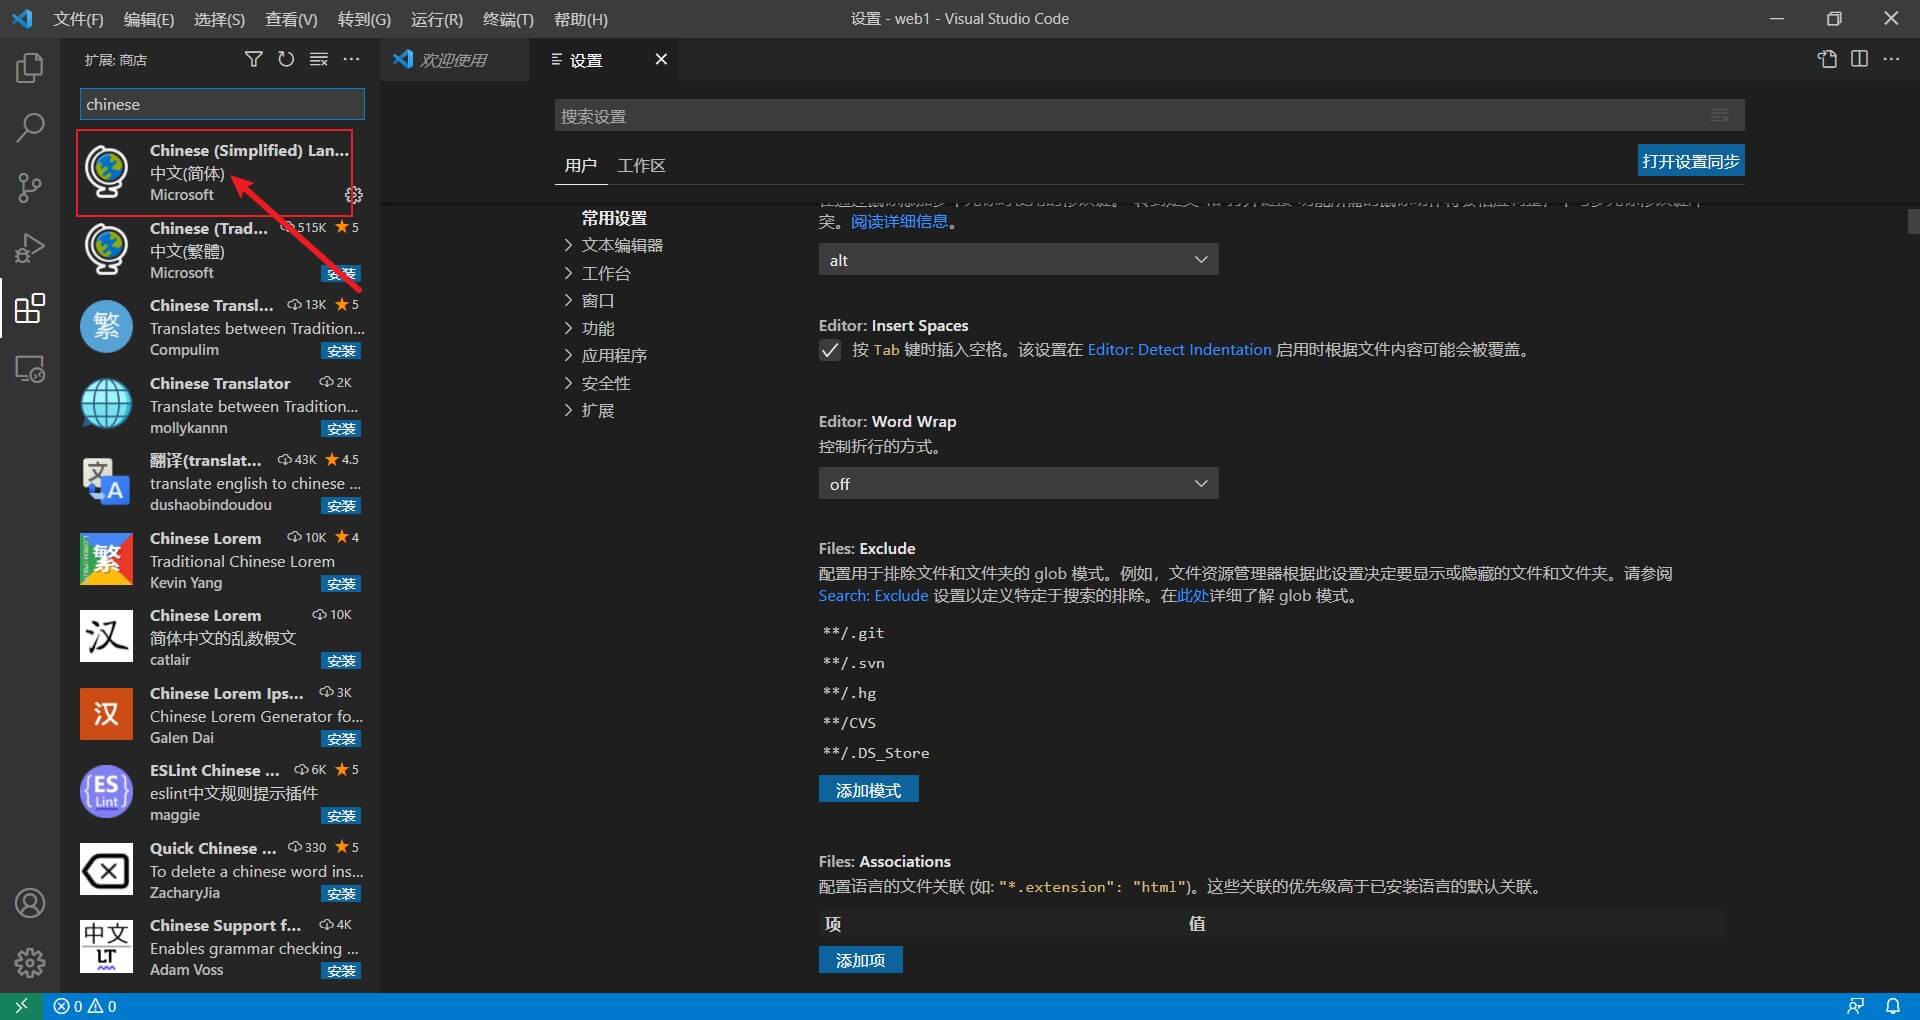 文件(F) 编辑(E) 选择(S) 查看(V) 转到(G) 运行(R) 终端(T) 帮助(H)
设置 - web1 - Visual Studio Code
扩展: 商店
欢迎使用
设置
chinese
Chinese (Simplified) Lan...
中文(简体)
Microsoft
Chinese (Trad... 515K ★ 5
中文(繁體)
Microsoft 安装
Chinese Transl... 13K ★ 5
Translates between Tradition...
Compulim 安装
Chinese Translator 2K
Translate between Tradition...
mollykannn 安装
翻译(translat... 43K ★ 4.5
translate english to chinese ...
dushaobindoudou 安装
Chinese Lorem 10K ★ 4
Traditional Chinese Lorem
Kevin Yang 安装
Chinese Lorem 10K
简体中文的乱数假文
catlair 安装
Chinese Lorem Ips... 3K
Chinese Lorem Generator fo...
Galen Dai 安装
ESLint Chinese ... 6K ★ 5
eslint中文规则提示插件
maggie 安装
Quick Chinese ... 330 ★ 5
To delete a chinese word ins...
ZacharyJia 安装
Chinese Support f... 4K
Enables grammar checking ...
Adam Voss 安装
繁
文 A
繁
汉
汉
ES
Lint
中文
LT
搜索设置
用户 工作区
打开设置同步
常用设置
文本编辑器
工作台
窗口
功能
应用程序
安全性
扩展
突。阅读详细信息。
alt
Editor: Insert Spaces
按 Tab 键时插入空格。该设置在 Editor: Detect Indentation 启用时根据文件内容可能会被覆盖。
Editor: Word Wrap
控制折行的方式。
off
Files: Exclude
配置用于排除文件和文件夹的 glob 模式。例如，文件资源管理器根据此设置决定要显示或隐藏的文件和文件夹。请参阅
Search: Exclude 设置以定义特定于搜索的排除。在此处详细了解 glob 模式。
**/.git
**/.svn
**/.hg
**/CVS
**/.DS_Store
添加模式
Files: Associations
配置语言的文件关联 (如: "*.extension": "html")。这些关联的优先级高于已安装语言的默认关联。
项 值
添加项
0 0